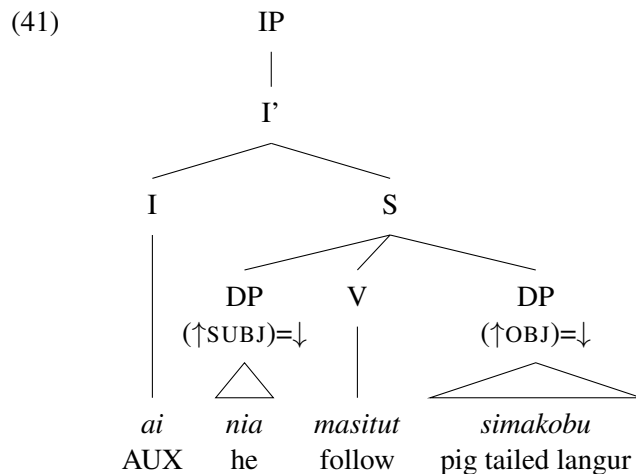 (41) IP
I’
I S
DP V DP
(↑SUBJ)=↓ (↑OBJ)=↓
ai nia masitut simakobu
AUX he follow pig tailed langur